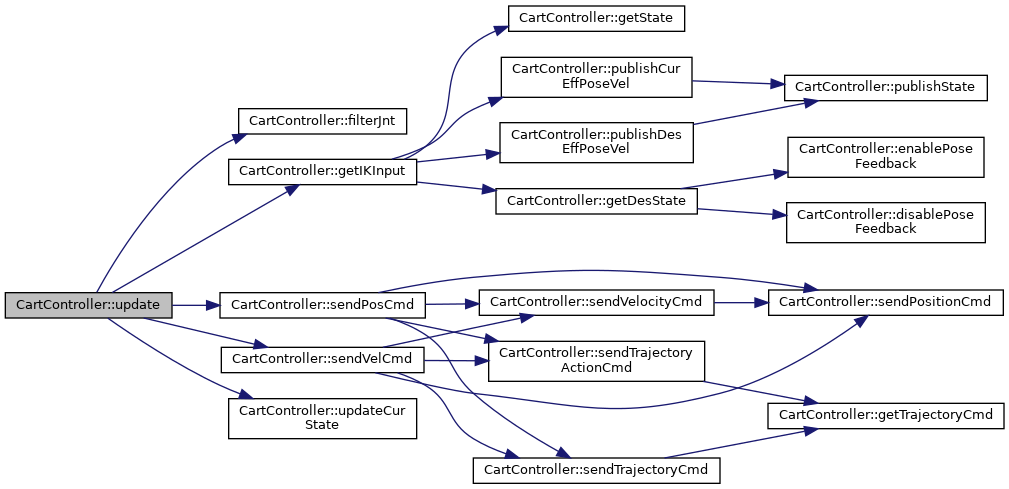 CartController::getState
CartController::publishCur
EffPoseVel
CartController::publishState
CartController::filterJnt
CartController::publishDes
EffPoseVel
CartController::enablePose
Feedback
CartController::getIKInput
CartController::getDesState
CartController::disablePose
Feedback
CartController::update
CartController::sendPosCmd
CartController::sendVelocityCmd
CartController::sendPositionCmd
CartController::sendVelCmd
CartController::sendTrajectory
ActionCmd
CartController::updateCur
State
CartController::getTrajectoryCmd
CartController::sendTrajectoryCmd